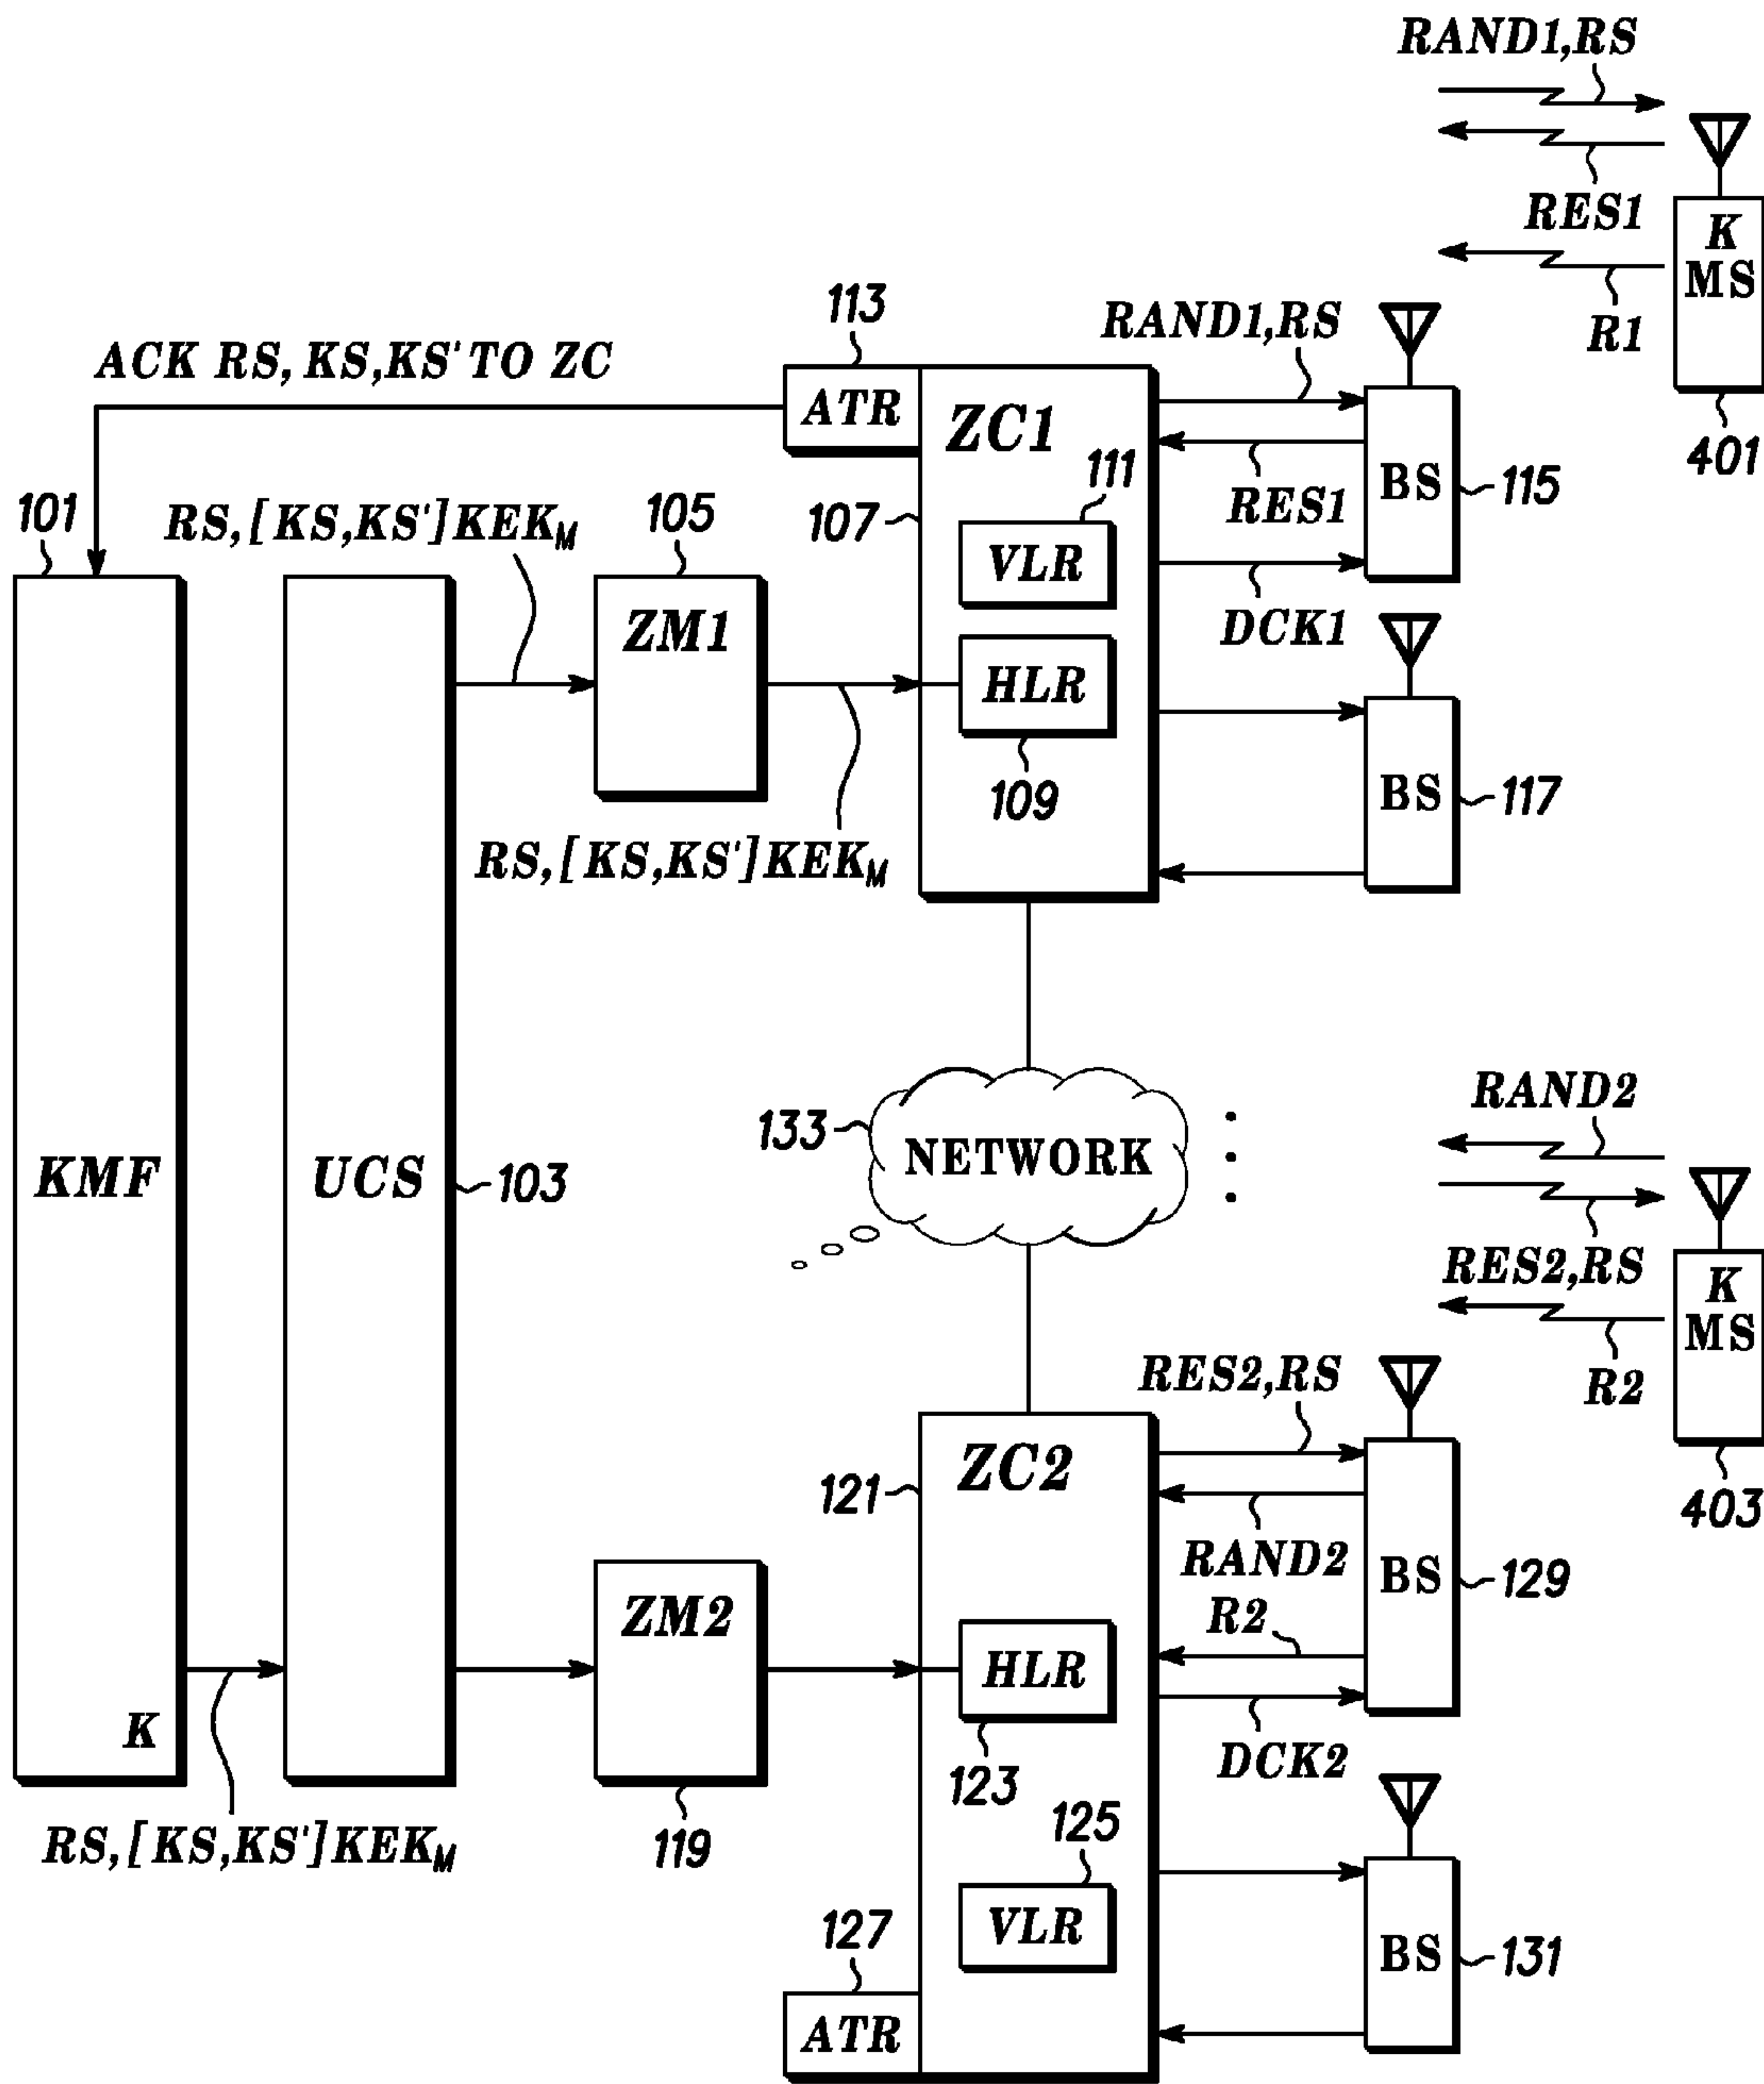 RAND1,RS
RES1
K
MS
R1
401
113
ACK RS, KS,KS' TO ZC
ATR
ZC1
RAND1,RS
111
107
VLR
HLR
109
RES1
DCK1
BS
115
BS
117
101
RS,[KS,KS']KEKM
105
ZM1
RS,[KS,KS']KEKM
KMF
K
UCS
103
RS,[KS,KS']KEKM
133
NETWORK
RAND2
RES2,RS
K
MS
R2
403
RES2,RS
ZC2
121
RAND2
R2
DCK2
BS
129
ZM2
119
HLR
123
125
VLR
127
ATR
BS
131